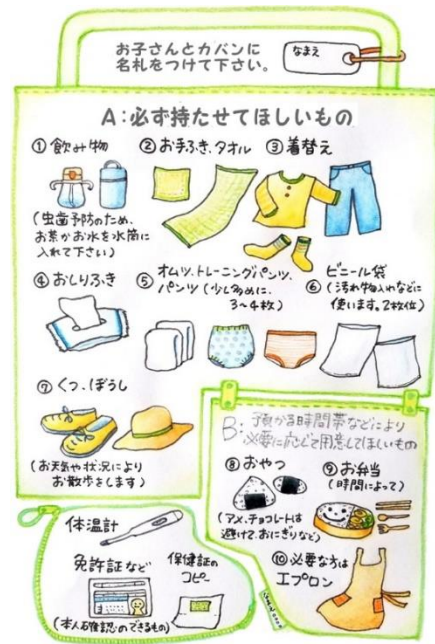 お子さんとカバンに
名札をつけて下さい。
なまえ
A:必ず持たせてほしいもの
① 飲み物
(虫歯予防のため、
お茶かお水を水筒に
入れて下さい)
② お手ふき、タオル
③ 着替え
④ おしりふき
⑤ オムツ、トレーニングパンツ、
パンツ (少し多めに、
3〜4枚)
⑥ ビニール袋
(汚れ物入れなどに
使います。2枚位)
⑦ くつ、ぼうし
(お天気や状況により
お散歩をします)
B: 預かる時間帯などにより
必要に応じて用意してほしいもの
⑧ おやつ
(アメ、チョコレートは
避けて、おにぎりなど)
⑨ お弁当
(時間によって)
⑩ 必要な方は
エプロン
体温計
免許証など
(本人確認のできるもの)
保健証の
コピー